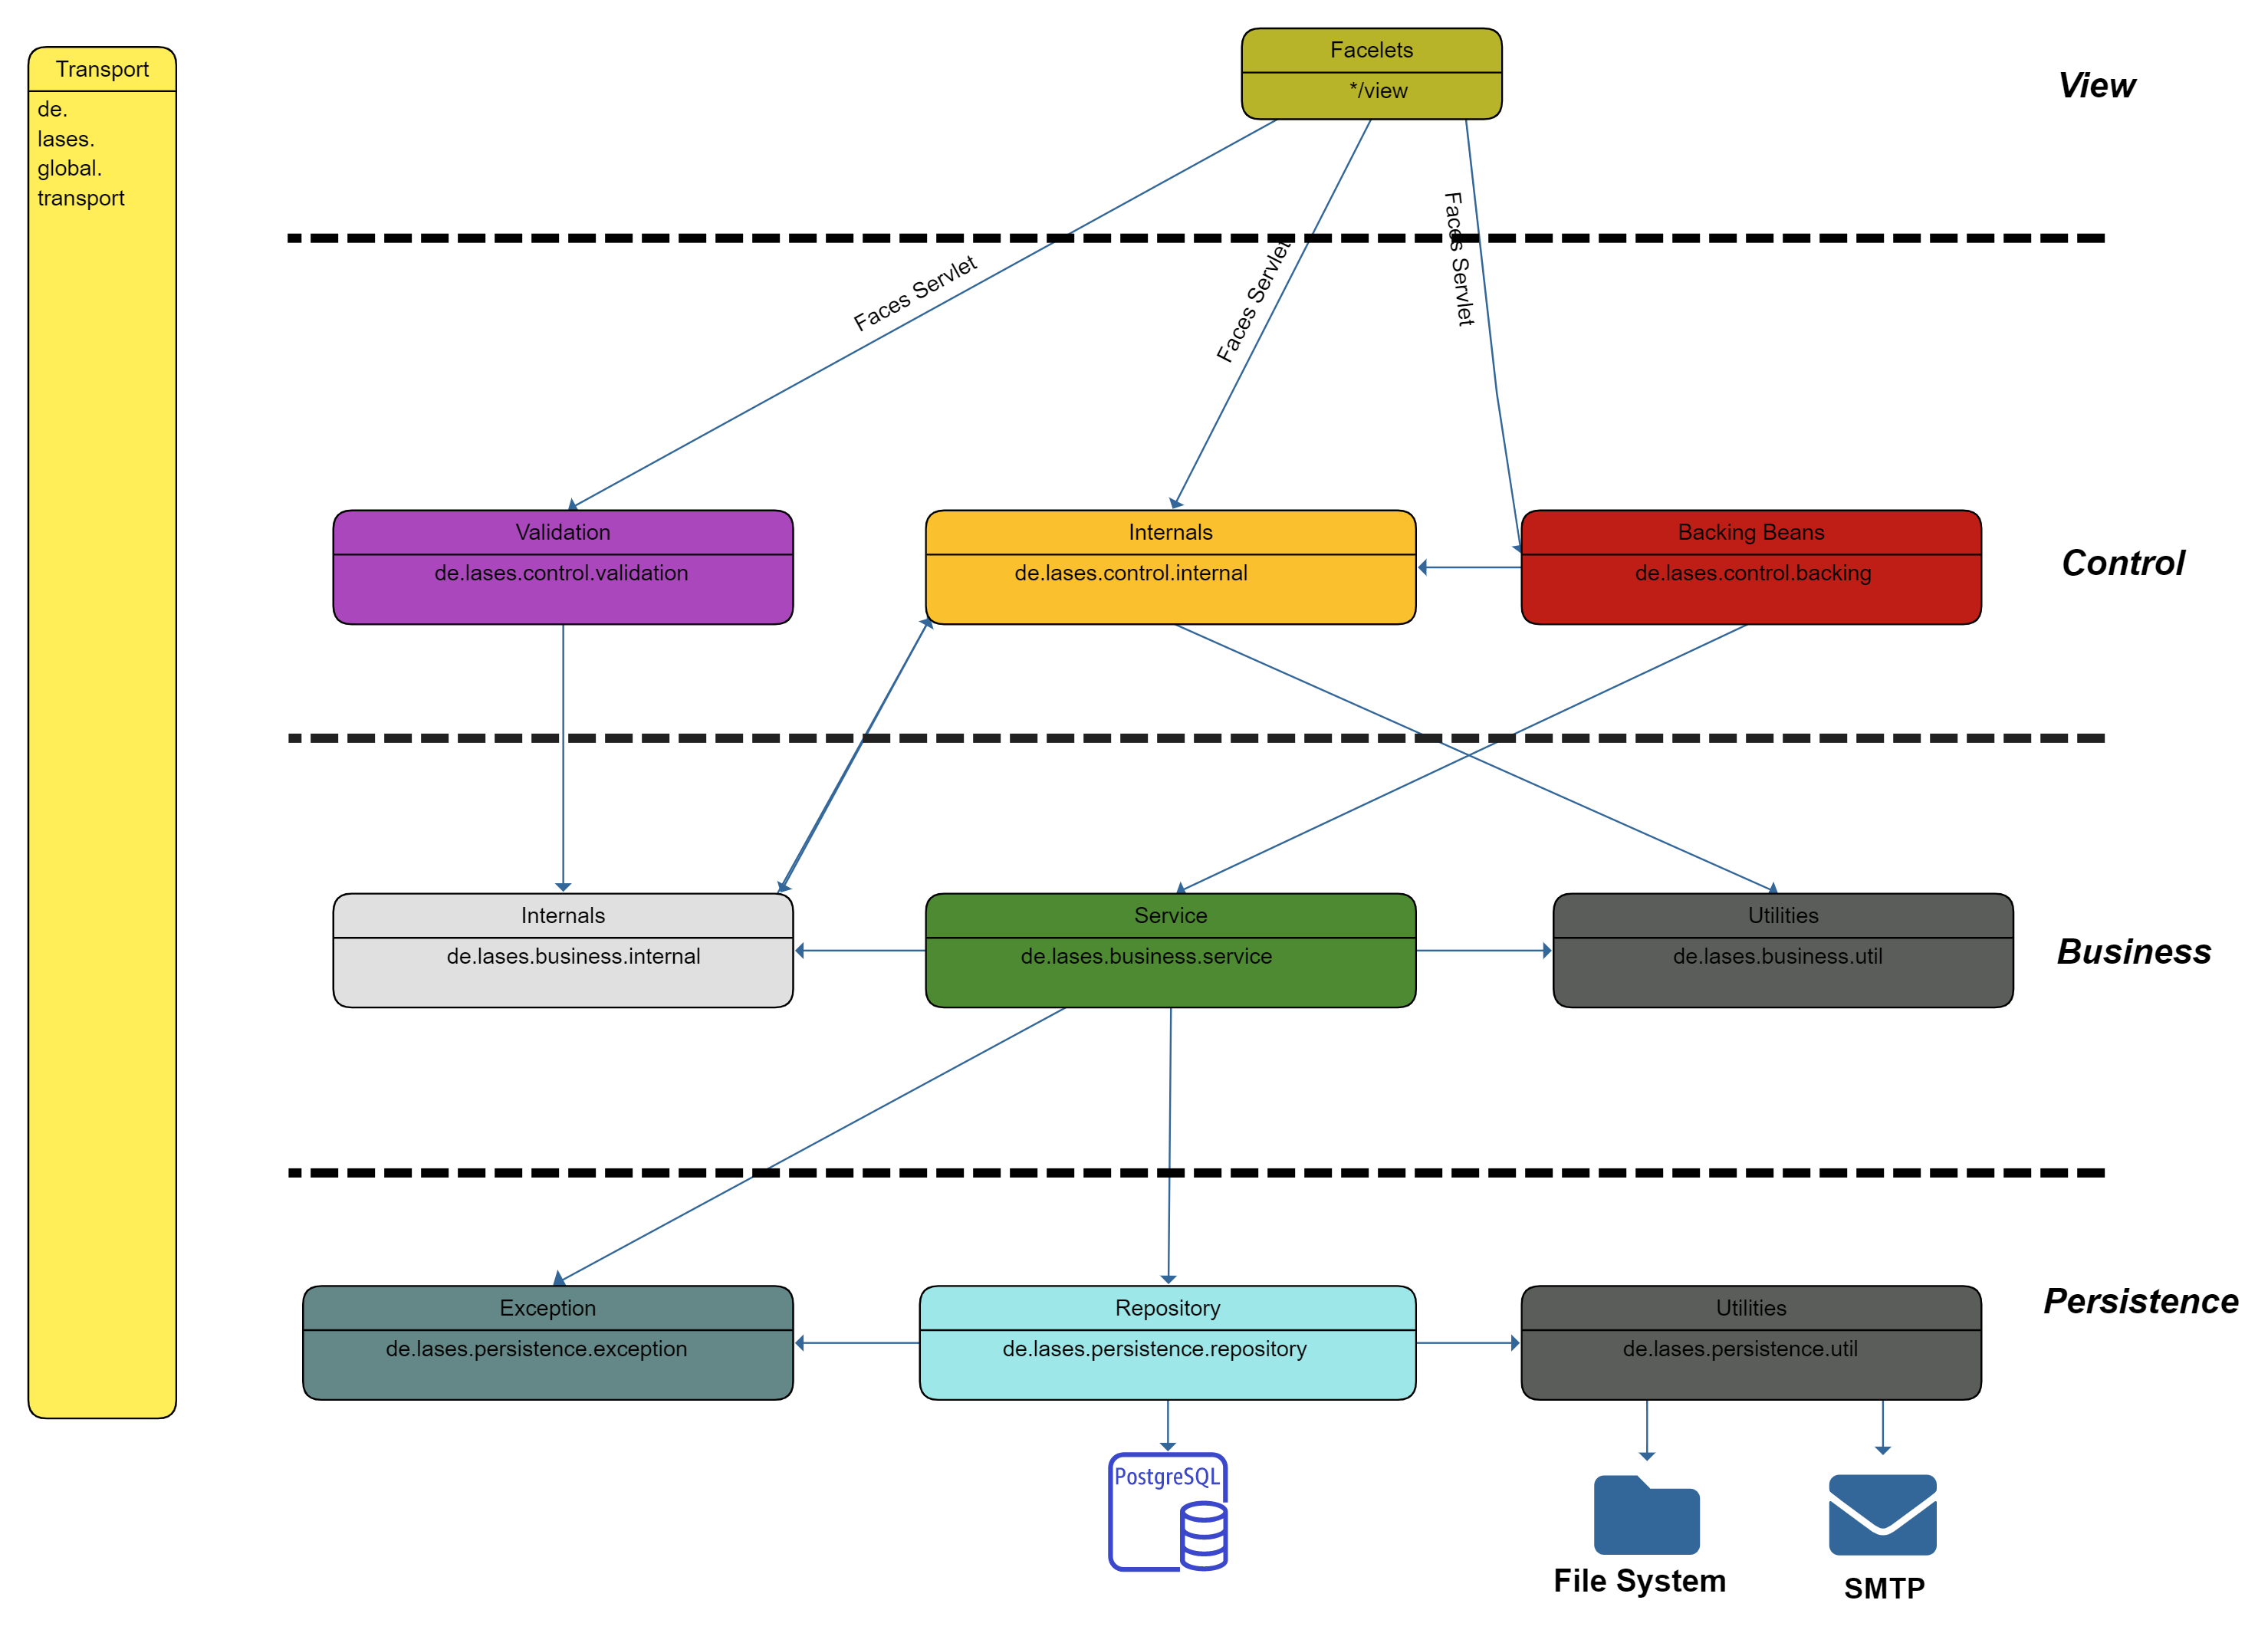 Transport
de.
lases.
global.
transport
Facelets
*/view
View
Faces Servlet
Faces Servlet
Faces Servlet
Validation
de.lases.control.validation
Internals
de.lases.control.internal
Backing Beans
de.lases.control.backing
Control
Internals
de.lases.business.internal
Service
de.lases.business.service
Utilities
de.lases.business.util
Business
Exception
de.lases.persistence.exception
Repository
de.lases.persistence.repository
Utilities
de.lases.persistence.util
Persistence
PostgreSQL
File System
SMTP